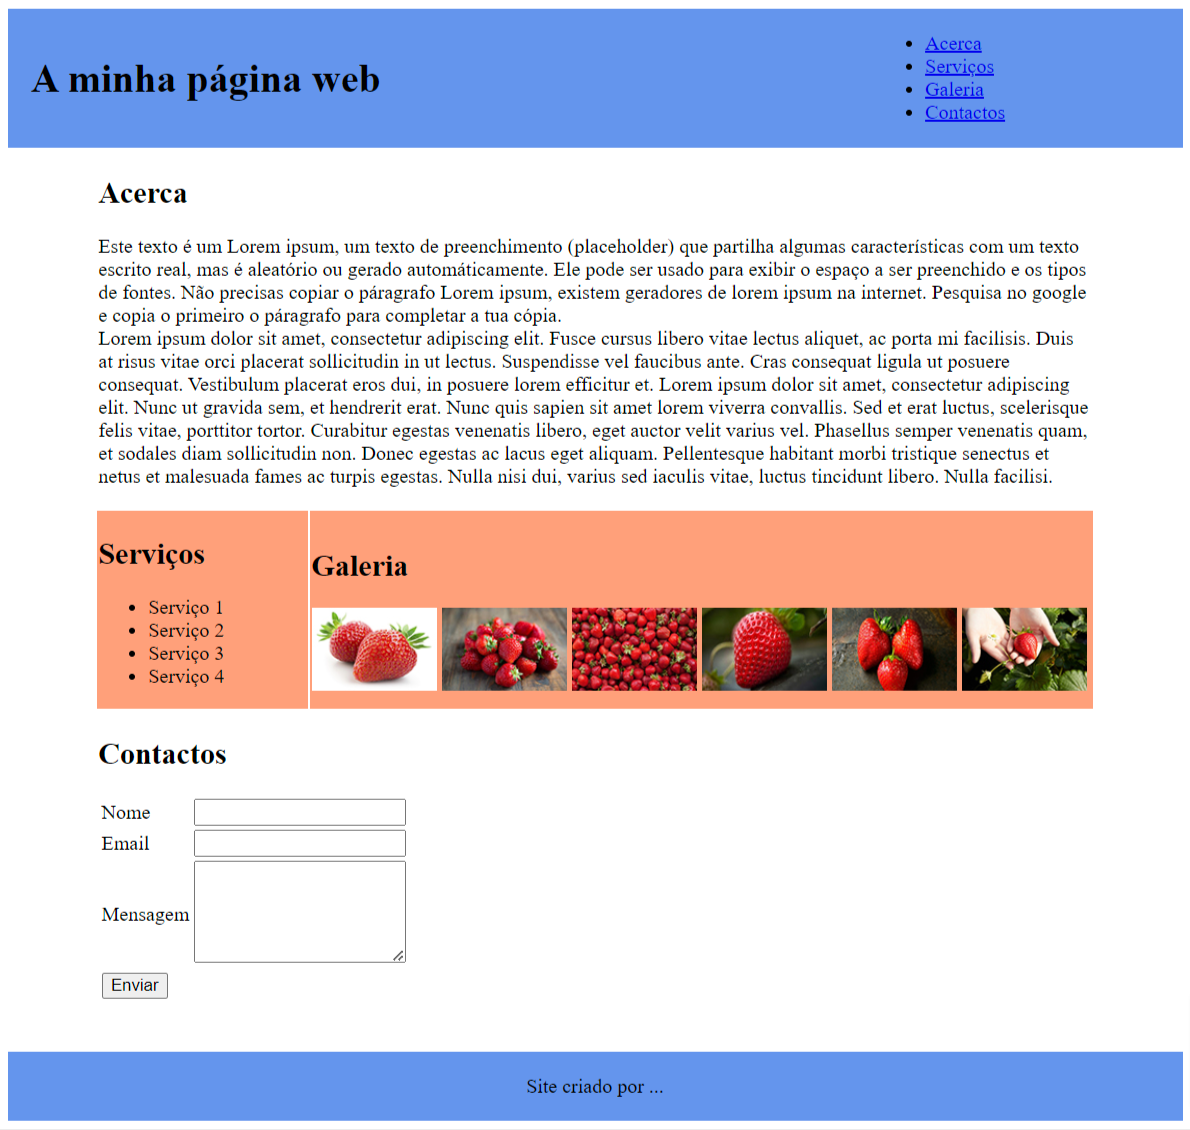 A minha página web
Acerca
Serviços
Galeria
Contactos
Acerca
Este texto é um Lorem ipsum, um texto de preenchimento (placeholder) que partilha algumas características com um texto
escrito real, mas é aleatório ou gerado automáticamente. Ele pode ser usado para exibir o espaço a ser preenchido e os tipos
de fontes. Não precisas copiar o páragrafo Lorem ipsum, existem geradores de lorem ipsum na internet. Pesquisa no google
e copia o primeiro o páragrafo para completar a tua cópia.
Lorem ipsum dolor sit amet, consectetur adipiscing elit. Fusce cursus libero vitae lectus aliquet, ac porta mi facilisis. Duis
at risus vitae orci placerat sollicitudin in ut lectus. Suspendisse vel faucibus ante. Cras consequat ligula ut posuere
consequat. Vestibulum placerat eros dui, in posuere lorem efficitur et. Lorem ipsum dolor sit amet, consectetur adipiscing
elit. Nunc ut gravida sem, et hendrerit erat. Nunc quis sapien sit amet lorem viverra convallis. Sed et erat luctus, scelerisque
felis vitae, porttitor tortor. Curabitur egestas venenatis libero, eget auctor velit varius vel. Phasellus semper venenatis quam,
et sodales diam sollicitudin non. Donec egestas ac lacus eget aliquam. Pellentesque habitant morbi tristique senectus et
netus et malesuada fames ac turpis egestas. Nulla nisi dui, varius sed iaculis vitae, luctus tincidunt libero. Nulla facilisi.
Serviços
Serviço 1
Serviço 2
Serviço 3
Serviço 4
Galeria
Contactos
Nome
Email
Mensagem
Enviar
Site criado por ...